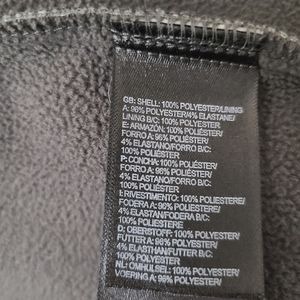 GB: SHELL: 100% POLYESTER/LINING
A: 96% POLYESTER/4% ELASTANE/
LINING B/C: 100% POLYESTER
E: ARMAZÓN: 100% POLIÉSTER/
FORRO A: 96% POLIÉSTER/
4% ELASTANO/FORRO B/C:
100% POLIÉSTER
P: CONCHA: 100% POLIÉSTER/
FORRO A: 96% POLIÉSTER/
4% ELASTANO/FORRO B/C:
100% POLIÉSTER
I: RIVESTIMENTO: 100% POLIESTERE/
FODERA A: 96% POLIESTERE/
4% ELASTAN/FODERA B/C:
100% POLIESTERE
D: OBERSTOFF: 100% POLYESTER/
FUTTER A: 96% POLYESTER/
4% ELASTHAN/FUTTER B/C:
100% POLYESTER
NL: OMHULSEL: 100% POLYESTER/
VOERING A: 96% POLYESTER/